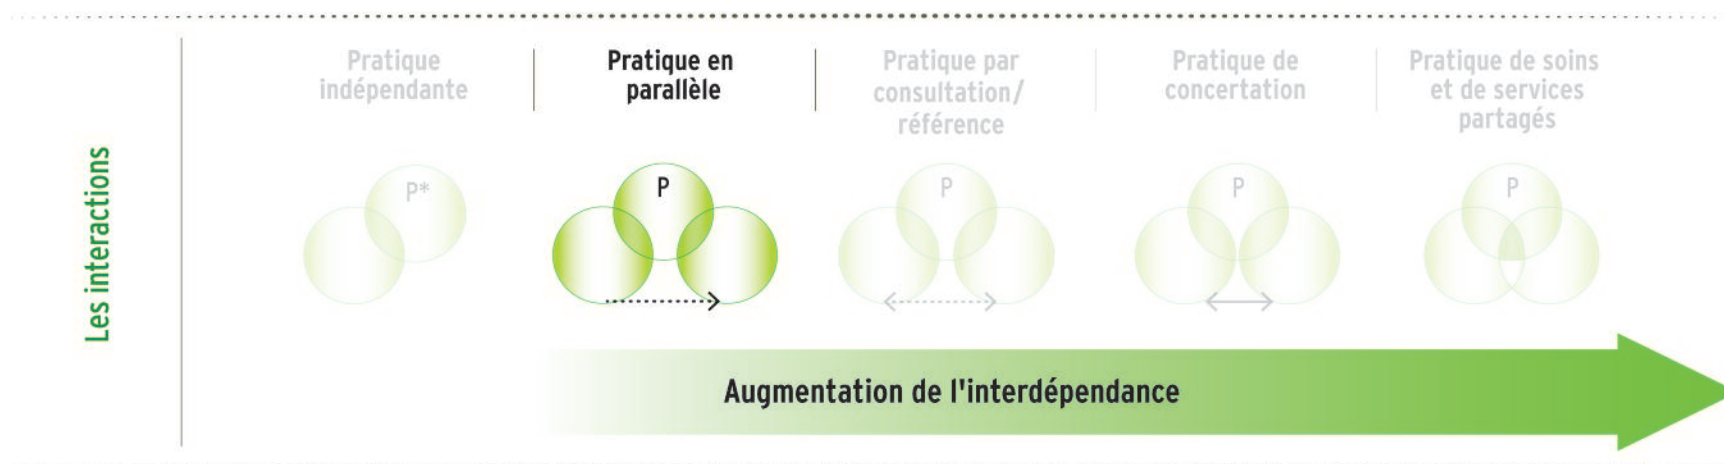 Pratique
indépendante
Pratique en
parallèle
Pratique par
consultation/
référence
Pratique de
concertation
Pratique de soins
et de services
partagés
Les interactions
P*
P
P
P
P
Augmentation de l'interdépendance